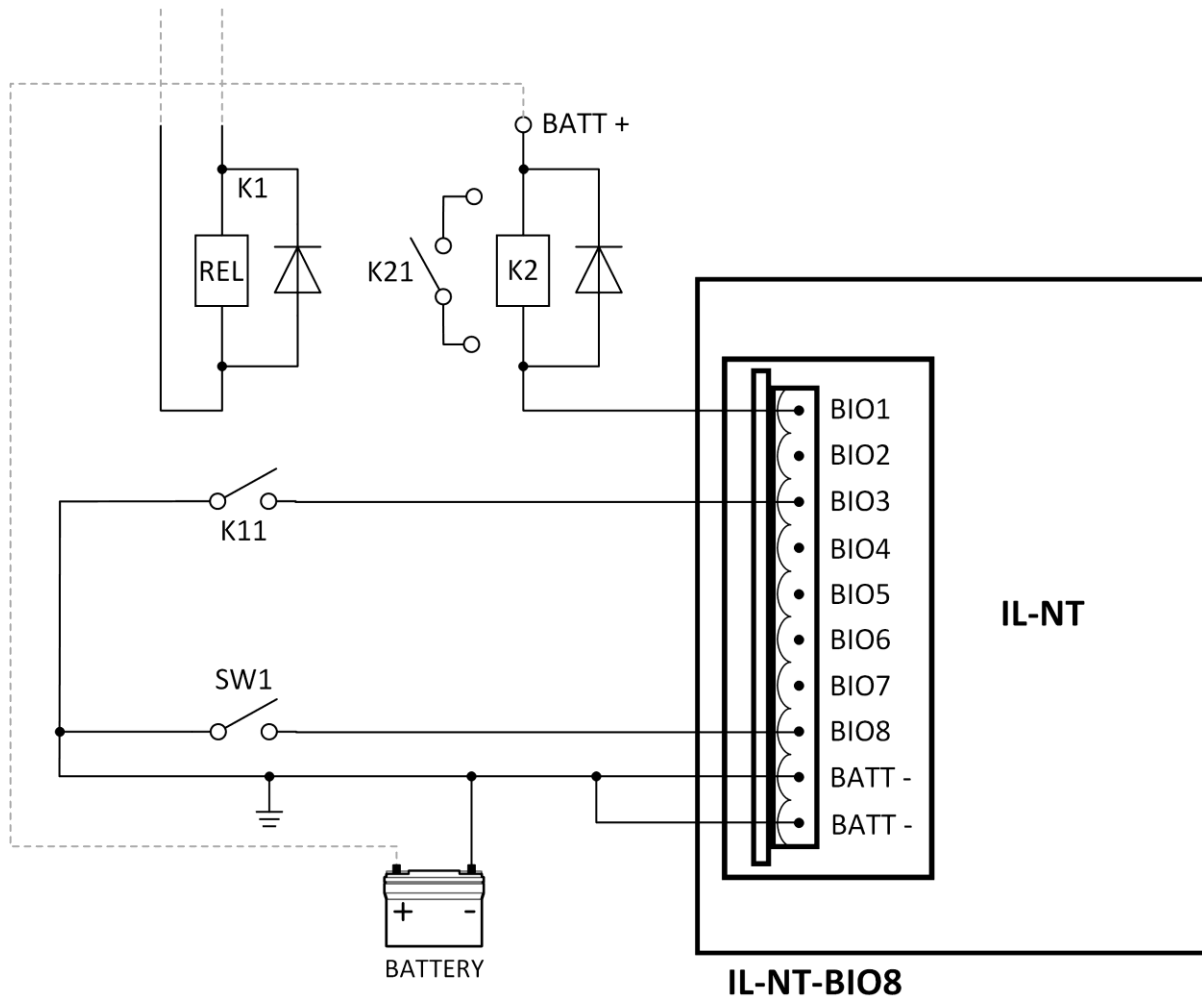 BATT +
K1
REL
K21
K2
BIO1
BIO2
BIO3
K11
BIO4
BIO5
IL-NT
BIO6
BIO7
SW1
BIO8
BATT -
BATT -
+ -
BATTERY
IL-NT-BIO8